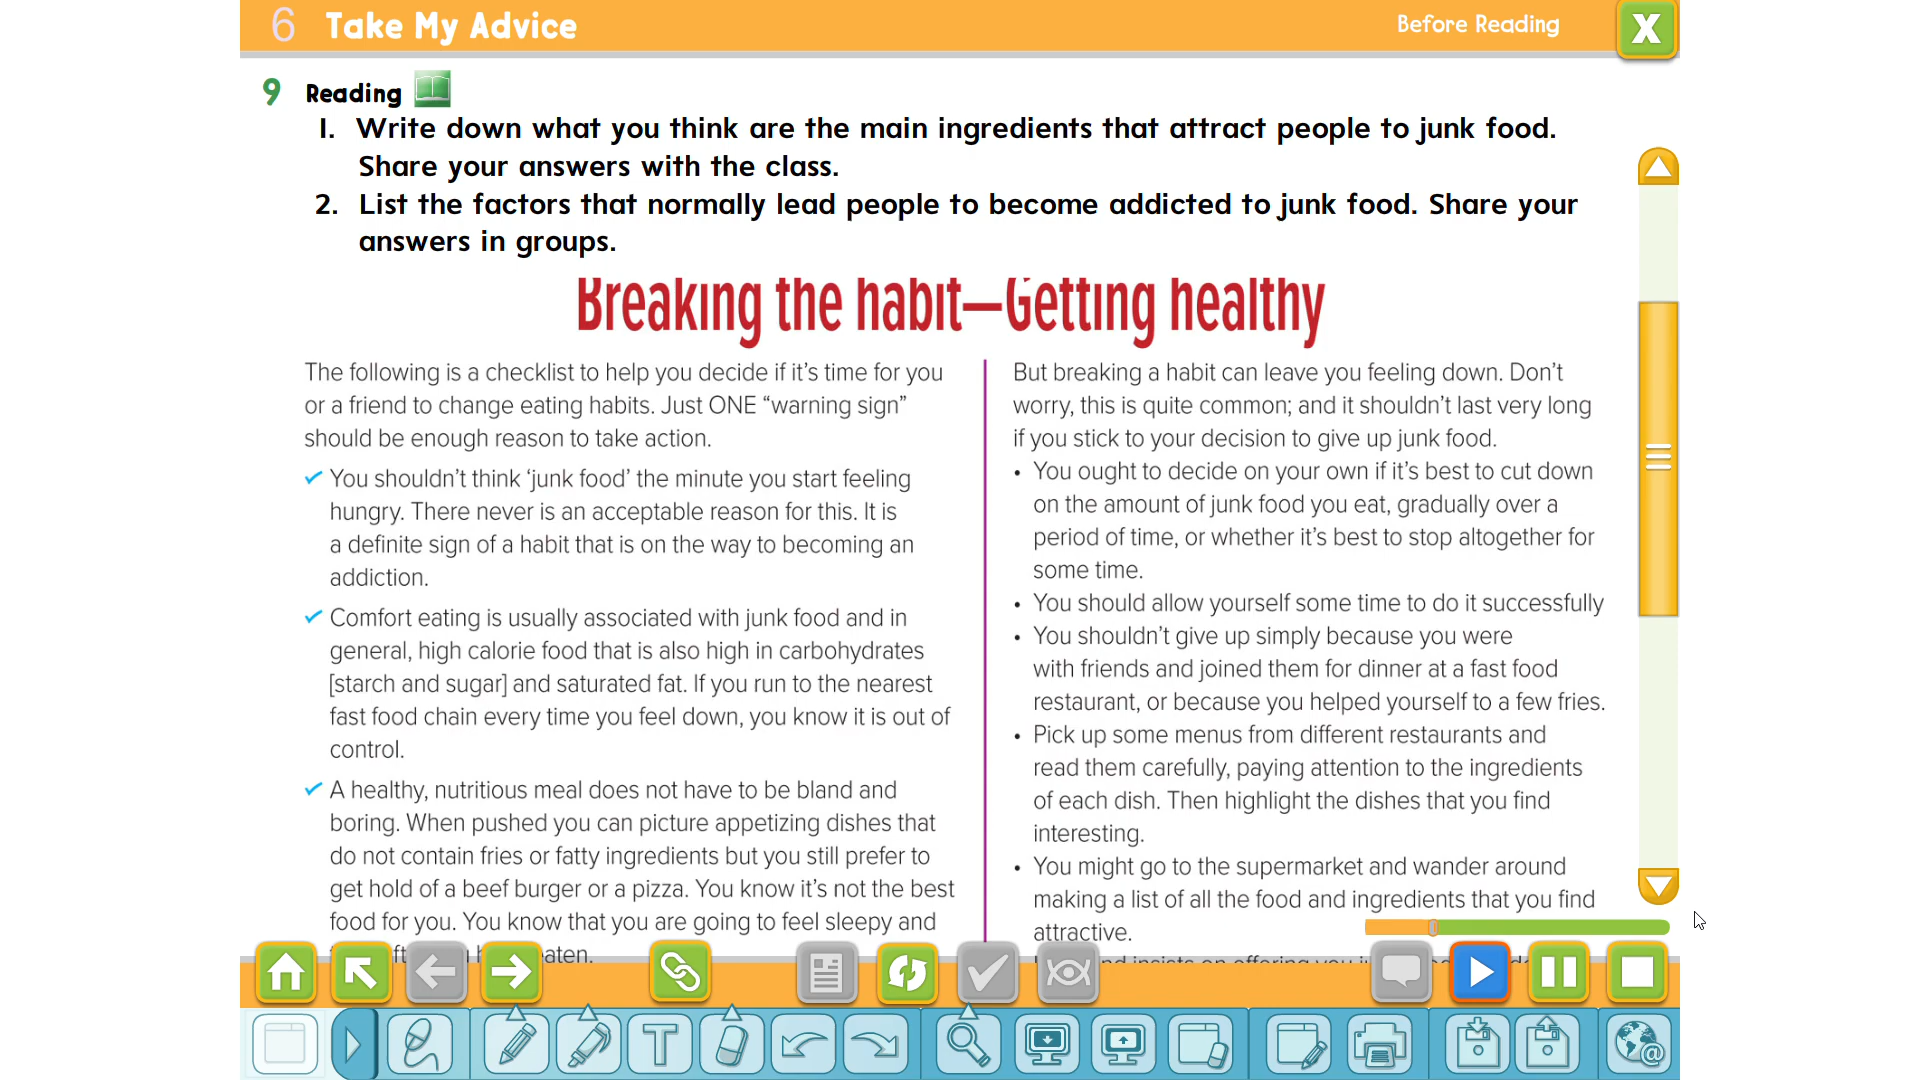 6 Take My Advice
Before Reading
X
9 Reading
1. Write down what you think are the main ingredients that attract people to junk food.
Share your answers with the class.
2. List the factors that normally lead people to become addicted to junk food. Share your
answers in groups.
Breaking the habit—Getting healthy
The following is a checklist to help you decide if it’s time for you
or a friend to change eating habits. Just ONE “warning sign”
should be enough reason to take action.
✓ You shouldn’t think ‘junk food’ the minute you start feeling
hungry. There never is an acceptable reason for this. It is
a definite sign of a habit that is on the way to becoming an
addiction.
✓ Comfort eating is usually associated with junk food and in
general, high calorie food that is also high in carbohydrates
[starch and sugar] and saturated fat. If you run to the nearest
fast food chain every time you feel down, you know it is out of
control.
✓ A healthy, nutritious meal does not have to be bland and
boring. When pushed you can picture appetizing dishes that
do not contain fries or fatty ingredients but you still prefer to
get hold of a beef burger or a pizza. You know it’s not the best
food for you. You know that you are going to feel sleepy and
eaten.
But breaking a habit can leave you feeling down. Don’t
worry, this is quite common; and it shouldn’t last very long
if you stick to your decision to give up junk food.
• You ought to decide on your own if it’s best to cut down
on the amount of junk food you eat, gradually over a
period of time, or whether it’s best to stop altogether for
some time.
• You should allow yourself some time to do it successfully
• You shouldn’t give up simply because you were
with friends and joined them for dinner at a fast food
restaurant, or because you helped yourself to a few fries.
• Pick up some menus from different restaurants and
read them carefully, paying attention to the ingredients
of each dish. Then highlight the dishes that you find
interesting.
• You might go to the supermarket and wander around
making a list of all the food and ingredients that you find
attractive.
insists on offering you
T
@